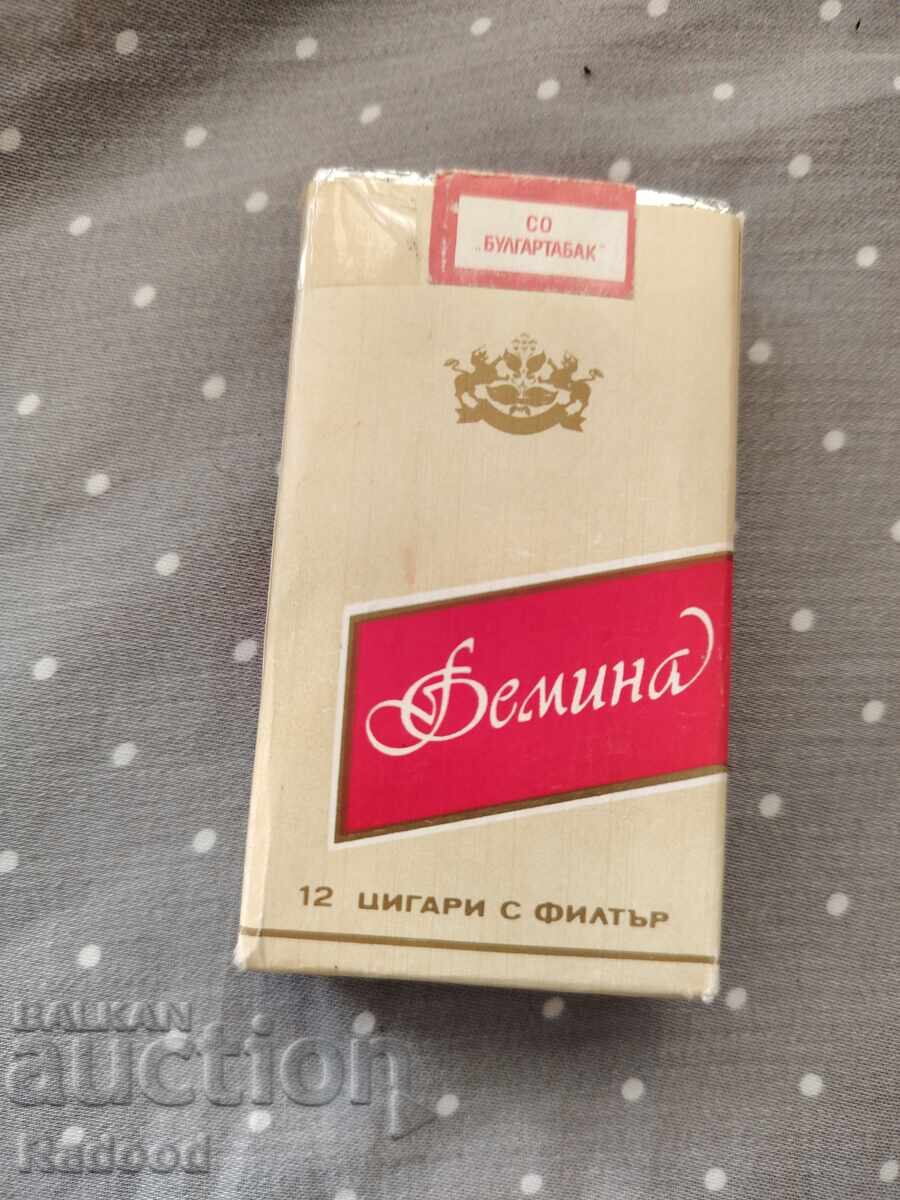 СО
„БУЛГАРТАБАК“
Фемина
12 ЦИГАРИ С ФИЛТЪР
BALKAN
auction
Radood